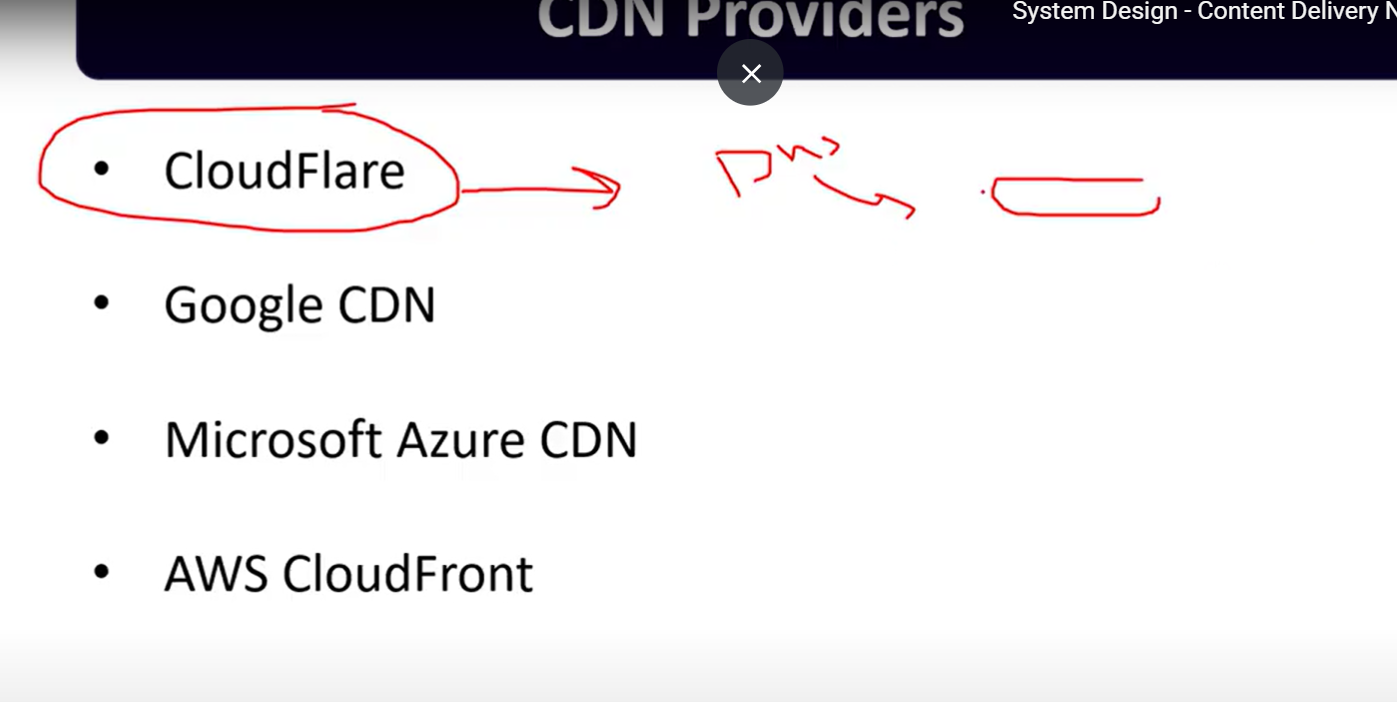 CDN Providers
System Design - Content Delivery N
• CloudFlare
Dns
• Google CDN
• Microsoft Azure CDN
• AWS CloudFront